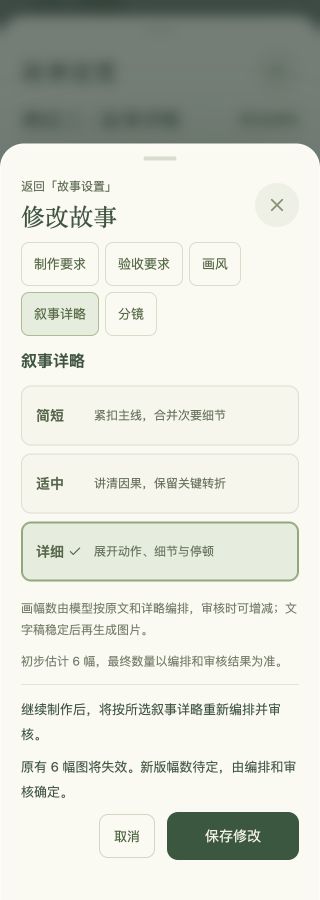 返回「故事设置」
修改故事
制作要求
验收要求
画风
叙事详略
分镜
叙事详略
简短 紧扣主线，合并次要细节
适中 讲清因果，保留关键转折
详细 ✓ 展开动作、细节与停顿
画幅数由模型按原文和详略编排，审核时可增减；文
字稿稳定后再生成图片。
初步估计 6 幅，最终数量以编排和审核结果为准。
继续制作后，将按所选叙事详略重新编排并审
核。
原有 6 幅图将失效。新版幅数待定，由编排和审
核确定。
取消
保存修改